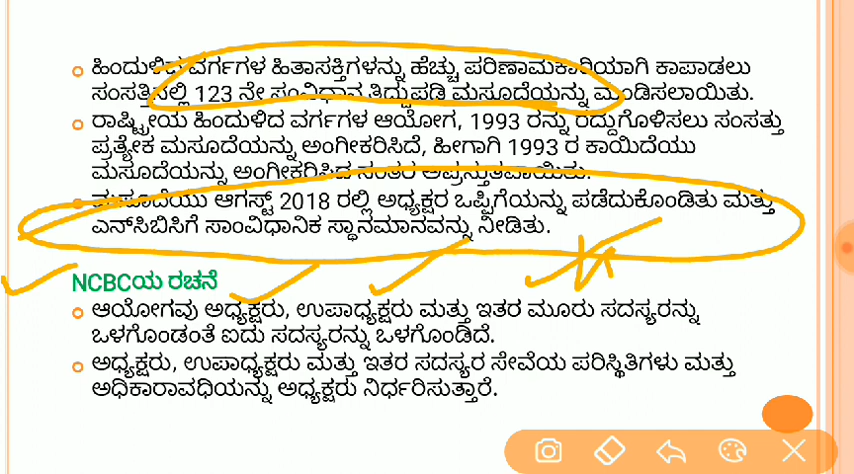 ಹಿಂದುಳಿದ ವರ್ಗಗಳ ಹಿತಾಸಕ್ತಿಗಳನ್ನು ಹೆಚ್ಚು ಪರಿಣಾಮಕಾರಿಯಾಗಿ ಕಾಪಾಡಲು
ಸಂಸತ್ತಿನಲ್ಲಿ 123 ನೇ ಸಂವಿಧಾನ ತಿದ್ದುಪಡಿ ಮಸೂದೆಯನ್ನು ಮಂಡಿಸಲಾಯಿತು.
ರಾಷ್ಟ್ರೀಯ ಹಿಂದುಳಿದ ವರ್ಗಗಳ ಆಯೋಗ, 1993 ರನ್ನು ರದ್ದುಗೊಳಿಸಲು ಸಂಸತ್ತು
ಪ್ರತ್ಯೇಕ ಮಸೂದೆಯನ್ನು ಅಂಗೀಕರಿಸಿದೆ, ಹೀಗಾಗಿ 1993 ರ ಕಾಯಿದೆಯು
ಮಸೂದೆಯನ್ನು ಅಂಗೀಕರಿಸಿದ ನಂತರ ಅಪ್ರಸ್ತುತವಾಯಿತು.
ಮಸೂದೆಯು ಆಗಸ್ಟ್ 2018 ರಲ್ಲಿ ಅಧ್ಯಕ್ಷರ ಒಪ್ಪಿಗೆಯನ್ನು ಪಡೆದುಕೊಂಡಿತು ಮತ್ತು
ಎನ್‌ಸಿಬಿಸಿಗೆ ಸಾಂವಿಧಾನಿಕ ಸ್ಥಾನಮಾನವನ್ನು ನೀಡಿತು.
NCBCಯ ರಚನೆ
ಆಯೋಗವು ಅಧ್ಯಕ್ಷರು, ಉಪಾಧ್ಯಕ್ಷರು ಮತ್ತು ಇತರ ಮೂರು ಸದಸ್ಯರನ್ನು
ಒಳಗೊಂಡಂತೆ ಐದು ಸದಸ್ಯರನ್ನು ಒಳಗೊಂಡಿದೆ.
ಅಧ್ಯಕ್ಷರು, ಉಪಾಧ್ಯಕ್ಷರು ಮತ್ತು ಇತರ ಸದಸ್ಯರ ಸೇವೆಯ ಪರಿಸ್ಥಿತಿಗಳು ಮತ್ತು
ಅಧಿಕಾರಾವಧಿಯನ್ನು ಅಧ್ಯಕ್ಷರು ನಿರ್ಧರಿಸುತ್ತಾರೆ.